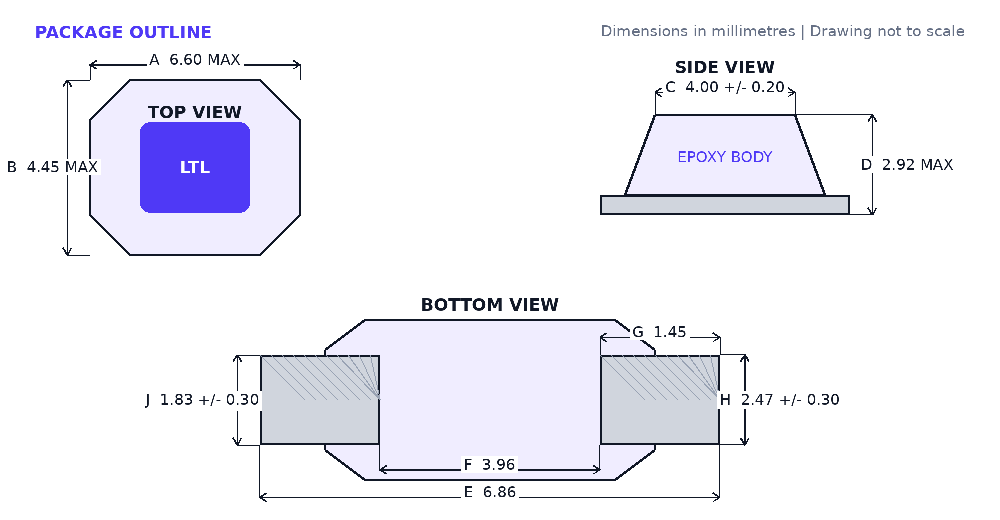 PACKAGE OUTLINE
Dimensions in millimetres | Drawing not to scale
A 6.60 MAX
B 4.45 MAX
TOP VIEW
LTL
SIDE VIEW
C 4.00 +/- 0.20
EPOXY BODY
D 2.92 MAX
BOTTOM VIEW
G 1.45
J 1.83 +/- 0.30
H 2.47 +/- 0.30
F 3.96
E 6.86